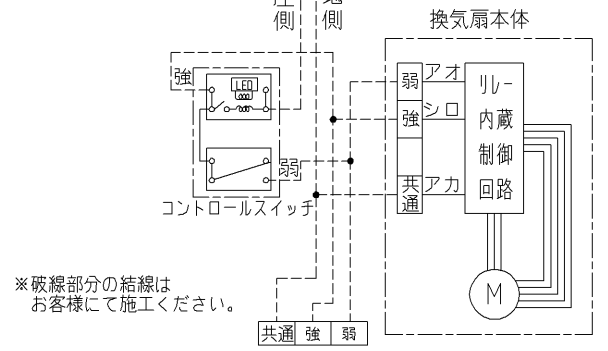 側
側
換気扇本体
強
LED
弱
コントロールスイッチ
弱
アオ
強
シロ
共通
アカ
リレー
内蔵
制御
回路
M
※破線部分の結線は
お客様にて施工ください。
共通
強
弱